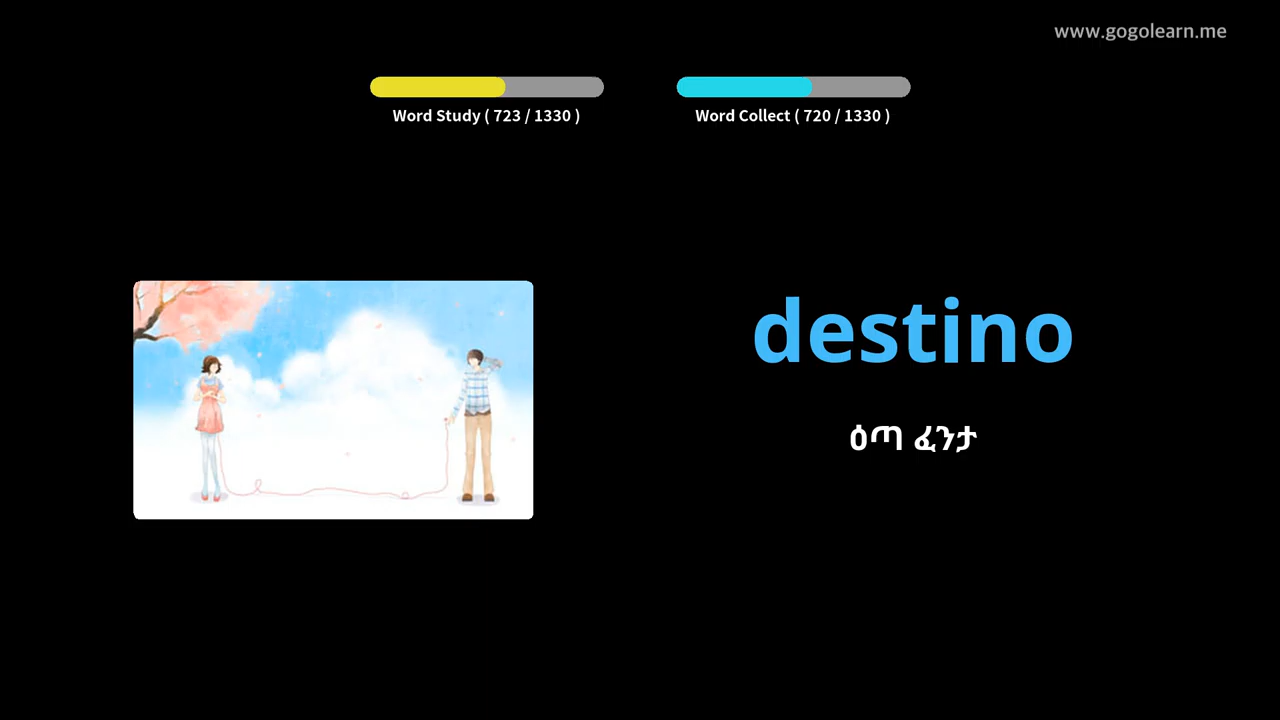 www.gogolearn.me
Word Study ( 723 / 1330 )
Word Collect ( 720 / 1330 )
destino
ዕጣ ፈንታ